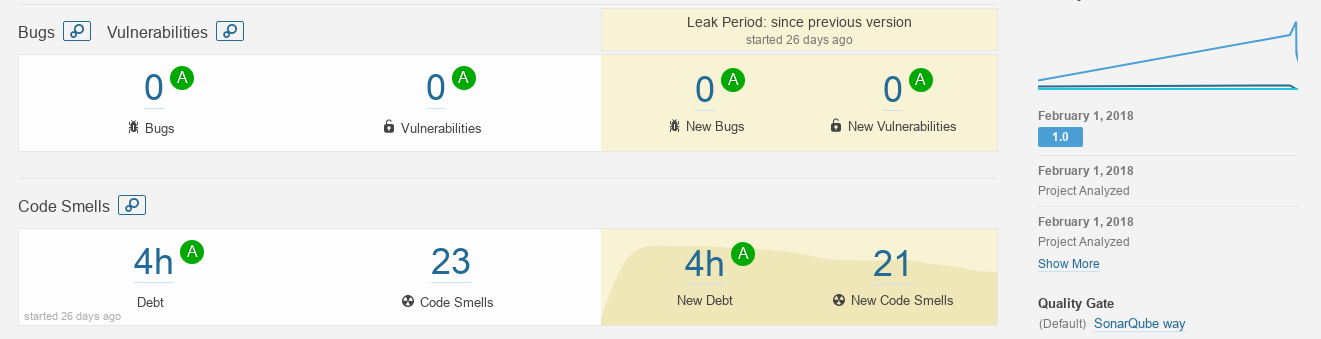 Bugs Vulnerabilities
Leak Period: since previous version
started 26 days ago
0 A
Bugs
0 A
Vulnerabilities
0 A
New Bugs
0 A
New Vulnerabilities
Code Smells
4h A
Debt
started 26 days ago
23
Code Smells
4h A
New Debt
21
New Code Smells
February 1, 2018
1.0
February 1, 2018
Project Analyzed
February 1, 2018
Project Analyzed
Show More
Quality Gate
(Default) SonarQube way